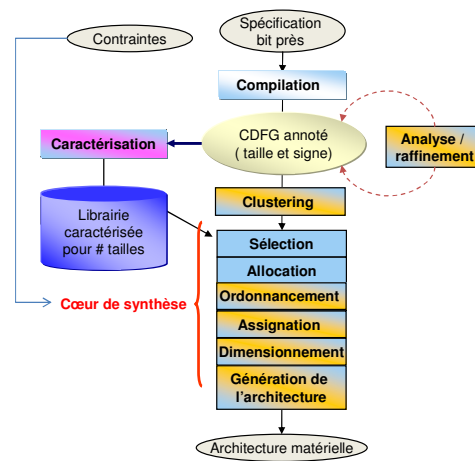 Contraintes
Spécification
bit près
Compilation
CDFG annoté
( taille et signe)
Caractérisation
Analyse /
raffinement
Clustering
Librairie
caractérisée
pour # tailles
Sélection
Allocation
Ordonnancement
Cœur de synthèse
Assignation
Dimensionnement
Génération de
l'architecture
Architecture matérielle